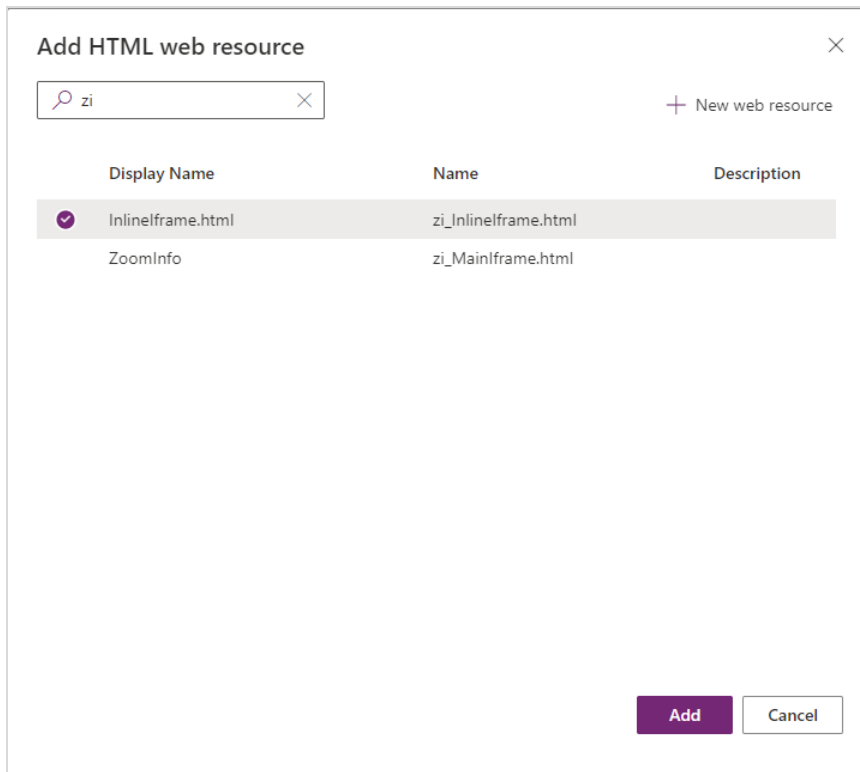 Add HTML web resource
zi
New web resource
Display Name Name Description
InlineIframe.html zi_InlineIframe.html
ZoomInfo zi_MainIframe.html
Add Cancel